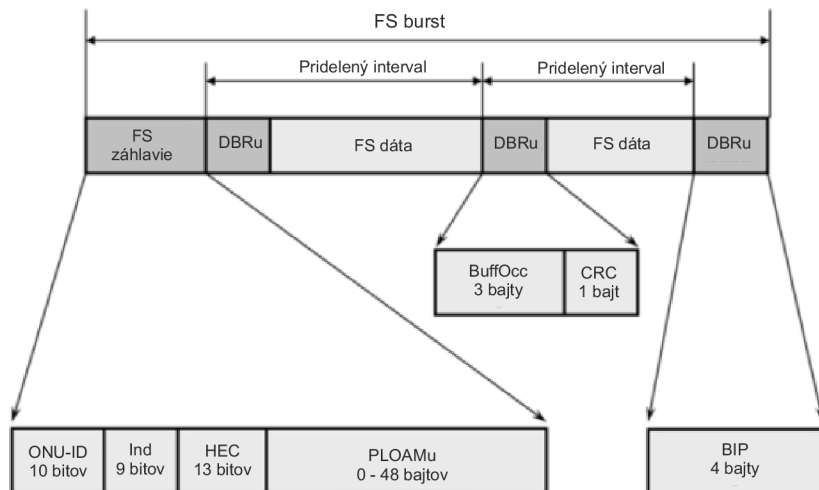 FS burst
Pridelený interval
Pridelený interval
FS
záhlavie
DBRu
FS dáta
DBRu
FS dáta
DBRu
BuffOcc
3 bajty
CRC
1 bajt
ONU-ID
10 bitov
Ind
9 bitov
HEC
13 bitov
PLOAMu
0 - 48 bajtov
BIP
4 bajty